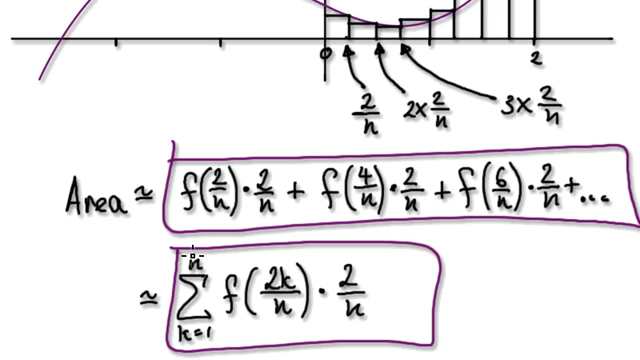 0 2
2/n 2×2/n 3×2/n
Area ≃ f(2/n)·2/n + f(4/n)·2/n + f(6/n)·2/n+...
≃ n∑k=1 f(2k/n)·2/n